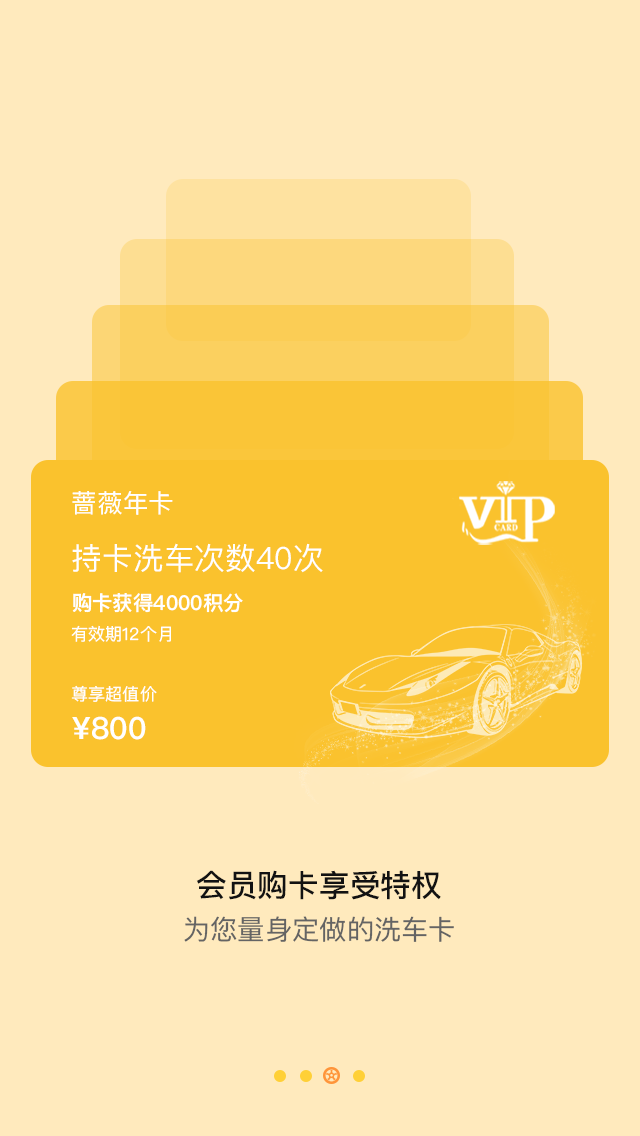 蔷薇年卡
VIP
CARD
持卡洗车次数40次
购卡获得4000积分
有效期12个月
尊享超值价
¥800
会员购卡享受特权
为您量身定做的洗车卡